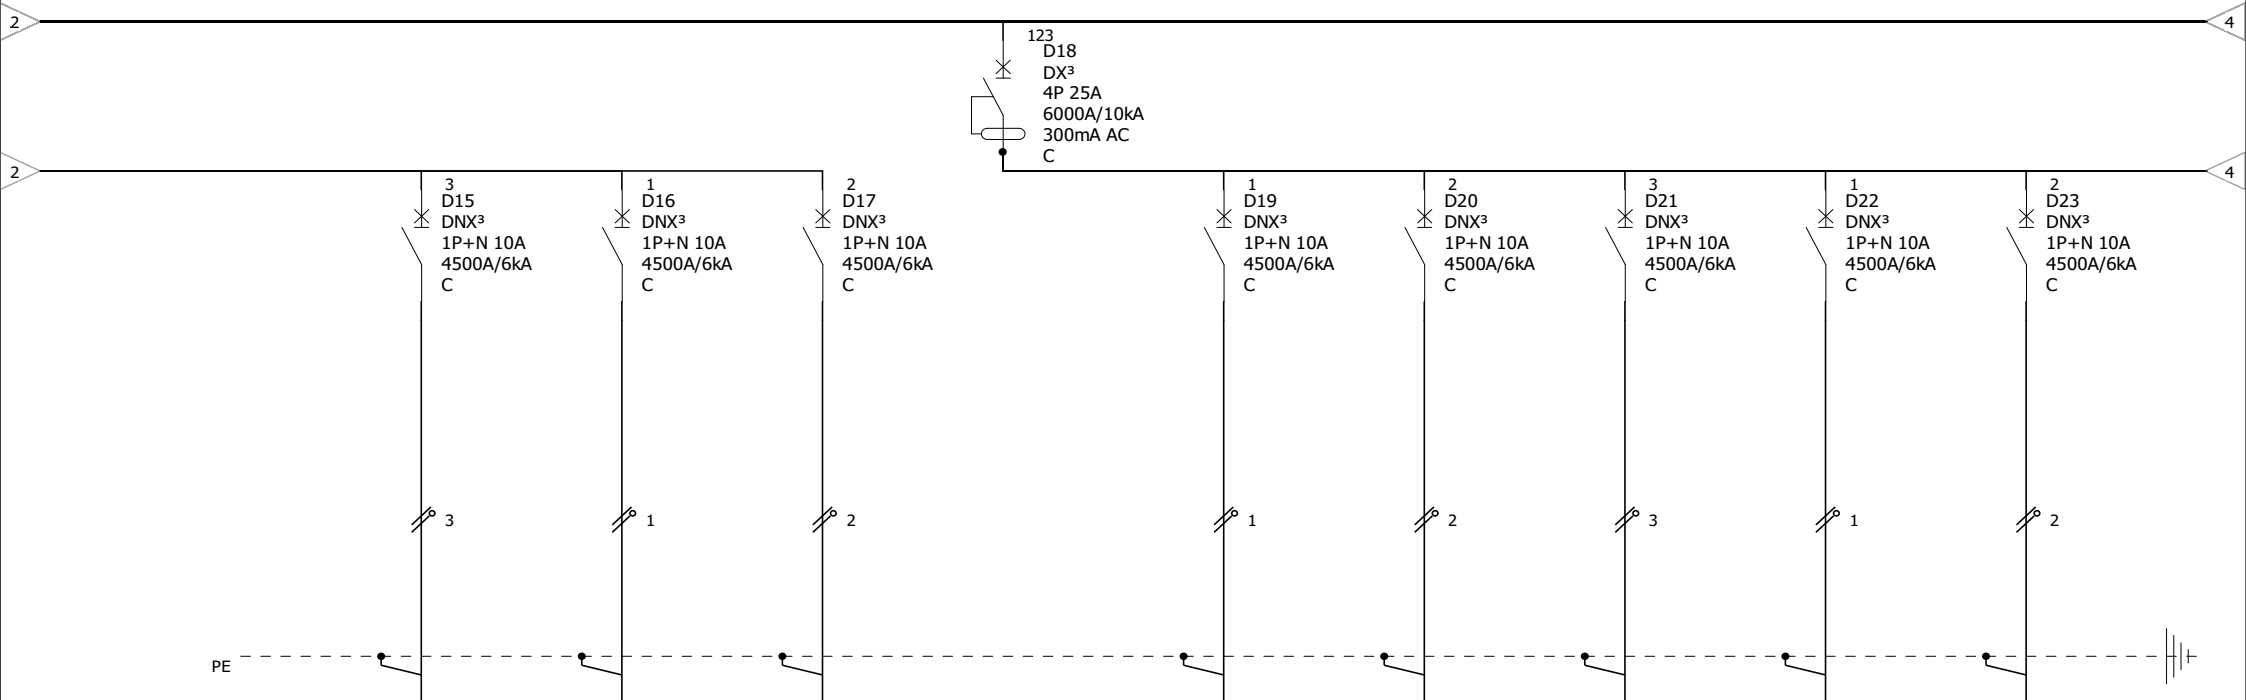 2
4
123
D18
DX³
4P 25A
6000A/10kA
300mA AC
C
2
4
3
D15
DNX³
1P+N 10A
4500A/6kA
C
1
D16
DNX³
1P+N 10A
4500A/6kA
C
2
D17
DNX³
1P+N 10A
4500A/6kA
C
1
D19
DNX³
1P+N 10A
4500A/6kA
C
2
D20
DNX³
1P+N 10A
4500A/6kA
C
3
D21
DNX³
1P+N 10A
4500A/6kA
C
1
D22
DNX³
1P+N 10A
4500A/6kA
C
2
D23
DNX³
1P+N 10A
4500A/6kA
C
3
1
2
1
2
3
1
2
PE